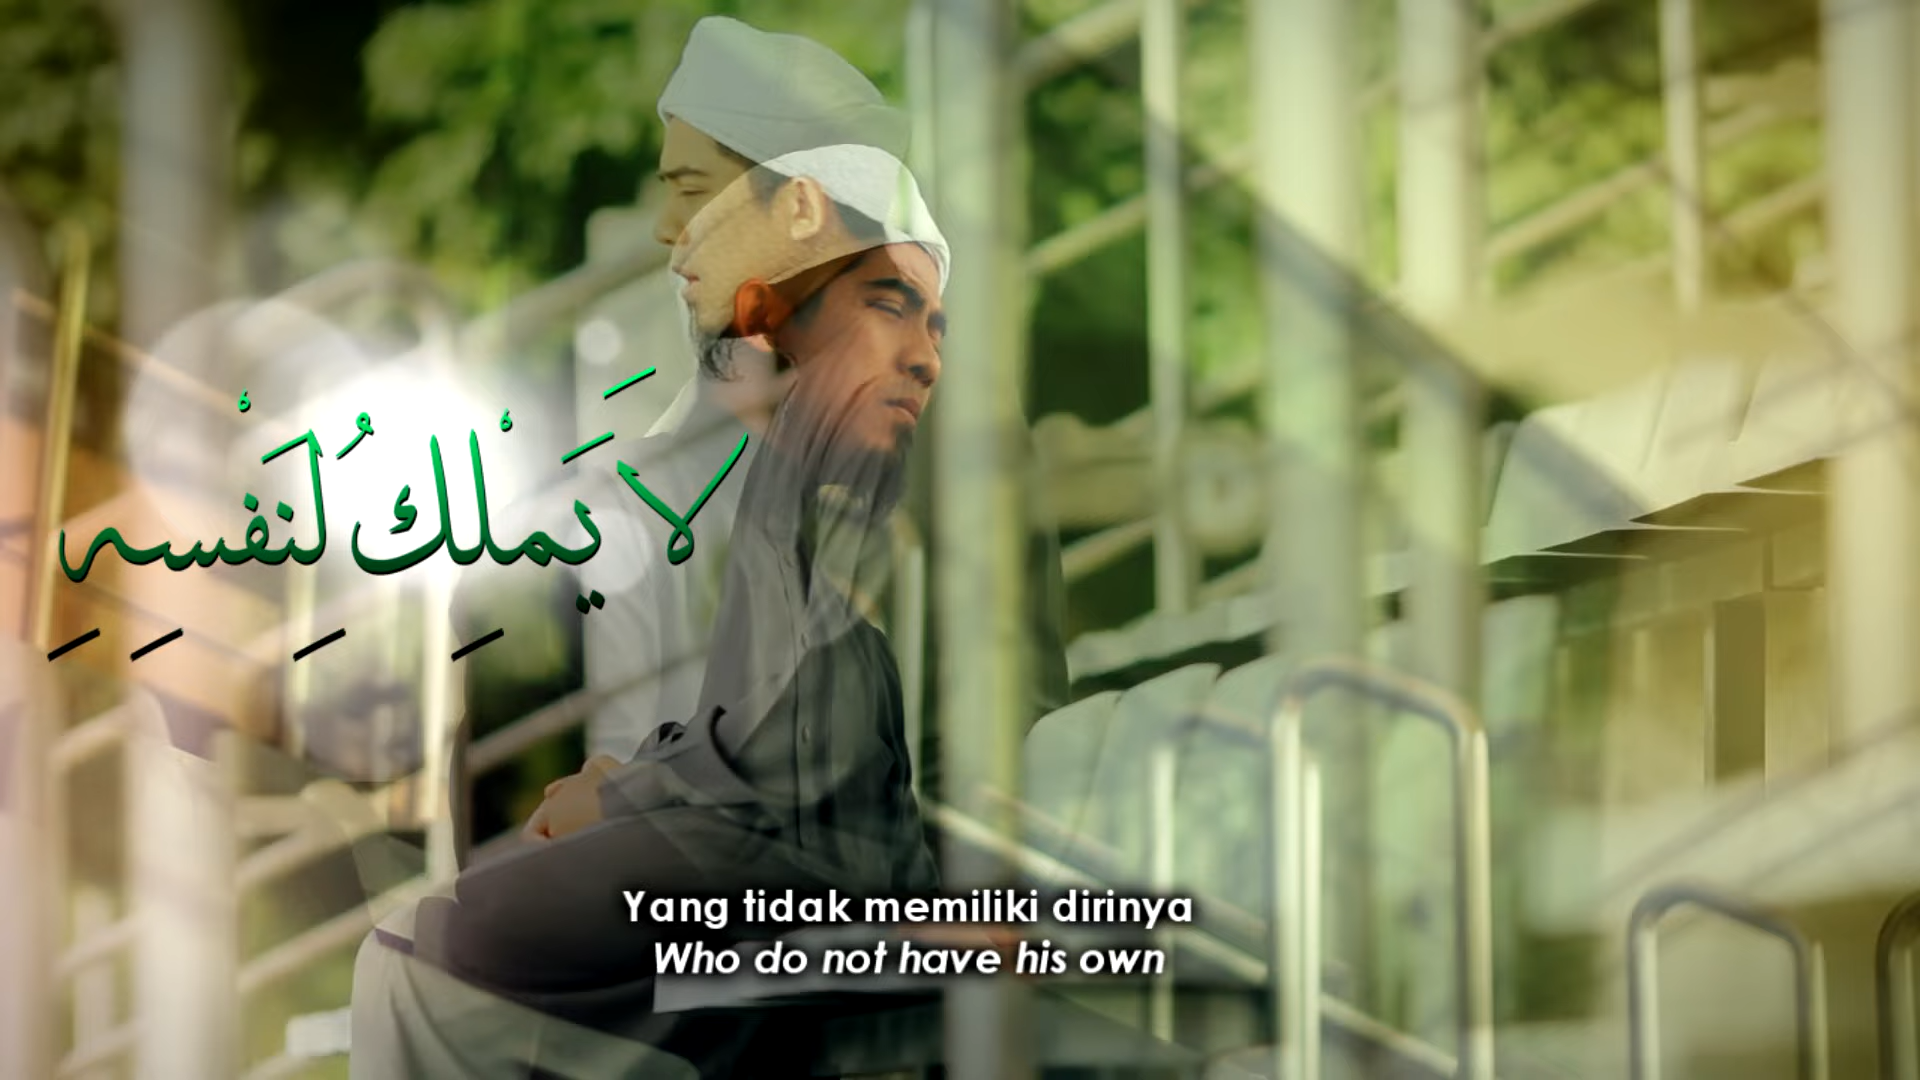 لَا يَمْلِكُ لِنَفْسِهِ
Yang tidak memiliki dirinya
Who do not have his own